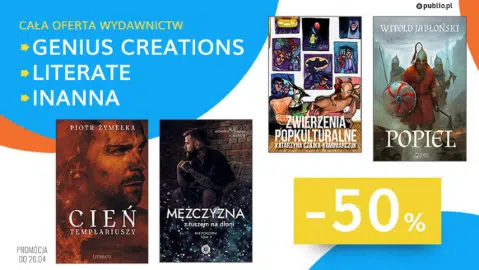 publio.pl
CAŁA OFERTA WYDAWNICTW
GENIUS CREATIONS
LITERATE
INANNA
ZWIERZENIA
POPKULTURALNE
KATARZYNA CZAJKA-KOMINIARCZUK
WITOLD JABŁOŃSKI
POPIEL
PIOTR ŻYMEŁKA
CIEŃ
TEMPLARIUSZY
LITERATE
MĘŻCZYZNA
z tuszem na dłoni
-50%
PROMOCJA
DO 26.04